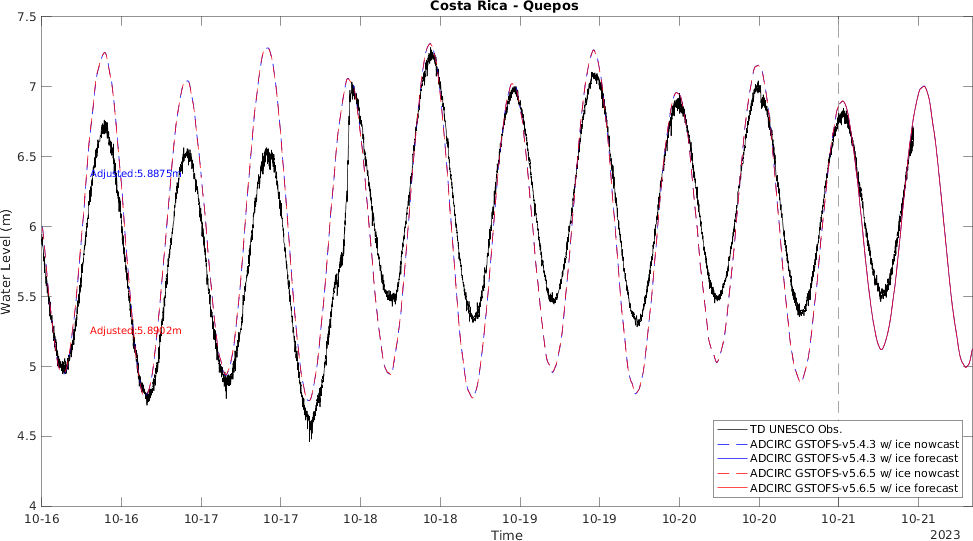 Costa Rica - Quepos
7.5
7
6.5
6
5.5
5
4.5
4
Water Level (m)
Adjusted:5.8875m
Adjusted:5.8902m
TD UNESCO Obs.
ADCIRC GSTOFS-v5.4.3 w/ ice nowcast
ADCIRC GSTOFS-v5.4.3 w/ ice forecast
ADCIRC GSTOFS-v5.6.5 w/ ice nowcast
ADCIRC GSTOFS-v5.6.5 w/ ice forecast
10-16 10-16 10-17 10-17 10-18 10-18 10-19 10-19 10-20 10-20 10-21 10-21
Time
2023